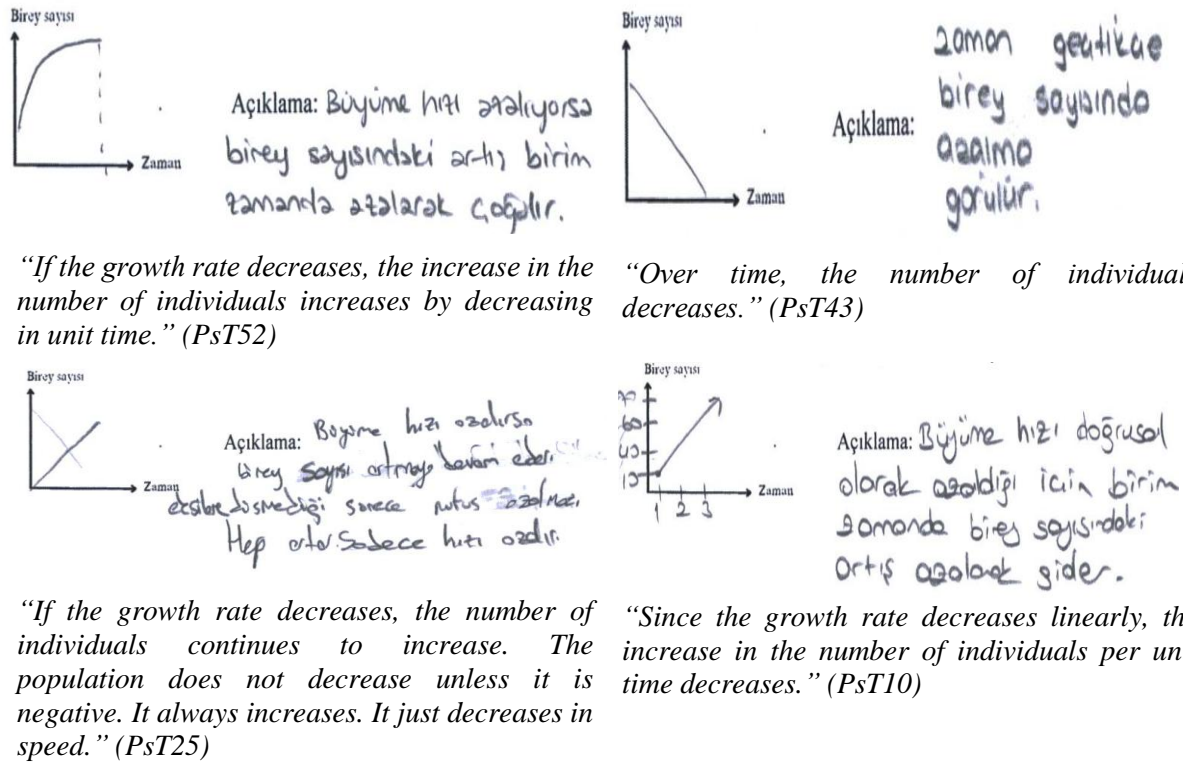 Birey sayısı
Zaman
Açıklama: Büyüme hızı azalıyorsa
birey sayısındaki artış birim
zamanda azalarak çoğalır.
“If the growth rate decreases, the increase in the
number of individuals increases by decreasing
in unit time.” (PsT52)
Birey sayısı
Zaman
Açıklama:
zaman geçtikçe
birey sayısında
azalma
görülür.
“Over time, the number of individual
decreases.” (PsT43)
Birey sayısı
Zaman
Açıklama: Büyüme hızı azalırsa
birey sayısı artmaya devam eder.
eksilere düşmediği sürece nüfus azalmaz.
Hep artar. Sadece hızı azalır.
“If the growth rate decreases, the number of
individuals continues to increase. The
population does not decrease unless it is
negative. It always increases. It just decreases in
speed.” (PsT25)
Birey sayısı
60
40
1 2 3
Zaman
Açıklama: Büyüme hızı doğrusal
olarak azaldığı için birim
zamanda birey sayısındaki
artış azalarak gider.
“Since the growth rate decreases linearly, th
increase in the number of individuals per un
time decreases.” (PsT10)